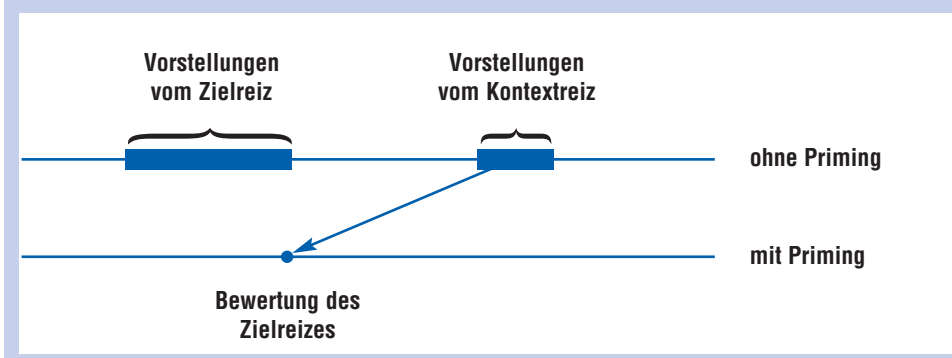 Vorstellungen
vom Zielreiz
Vorstellungen
vom Kontextreiz
ohne Priming
mit Priming
Bewertung des
Zielreizes